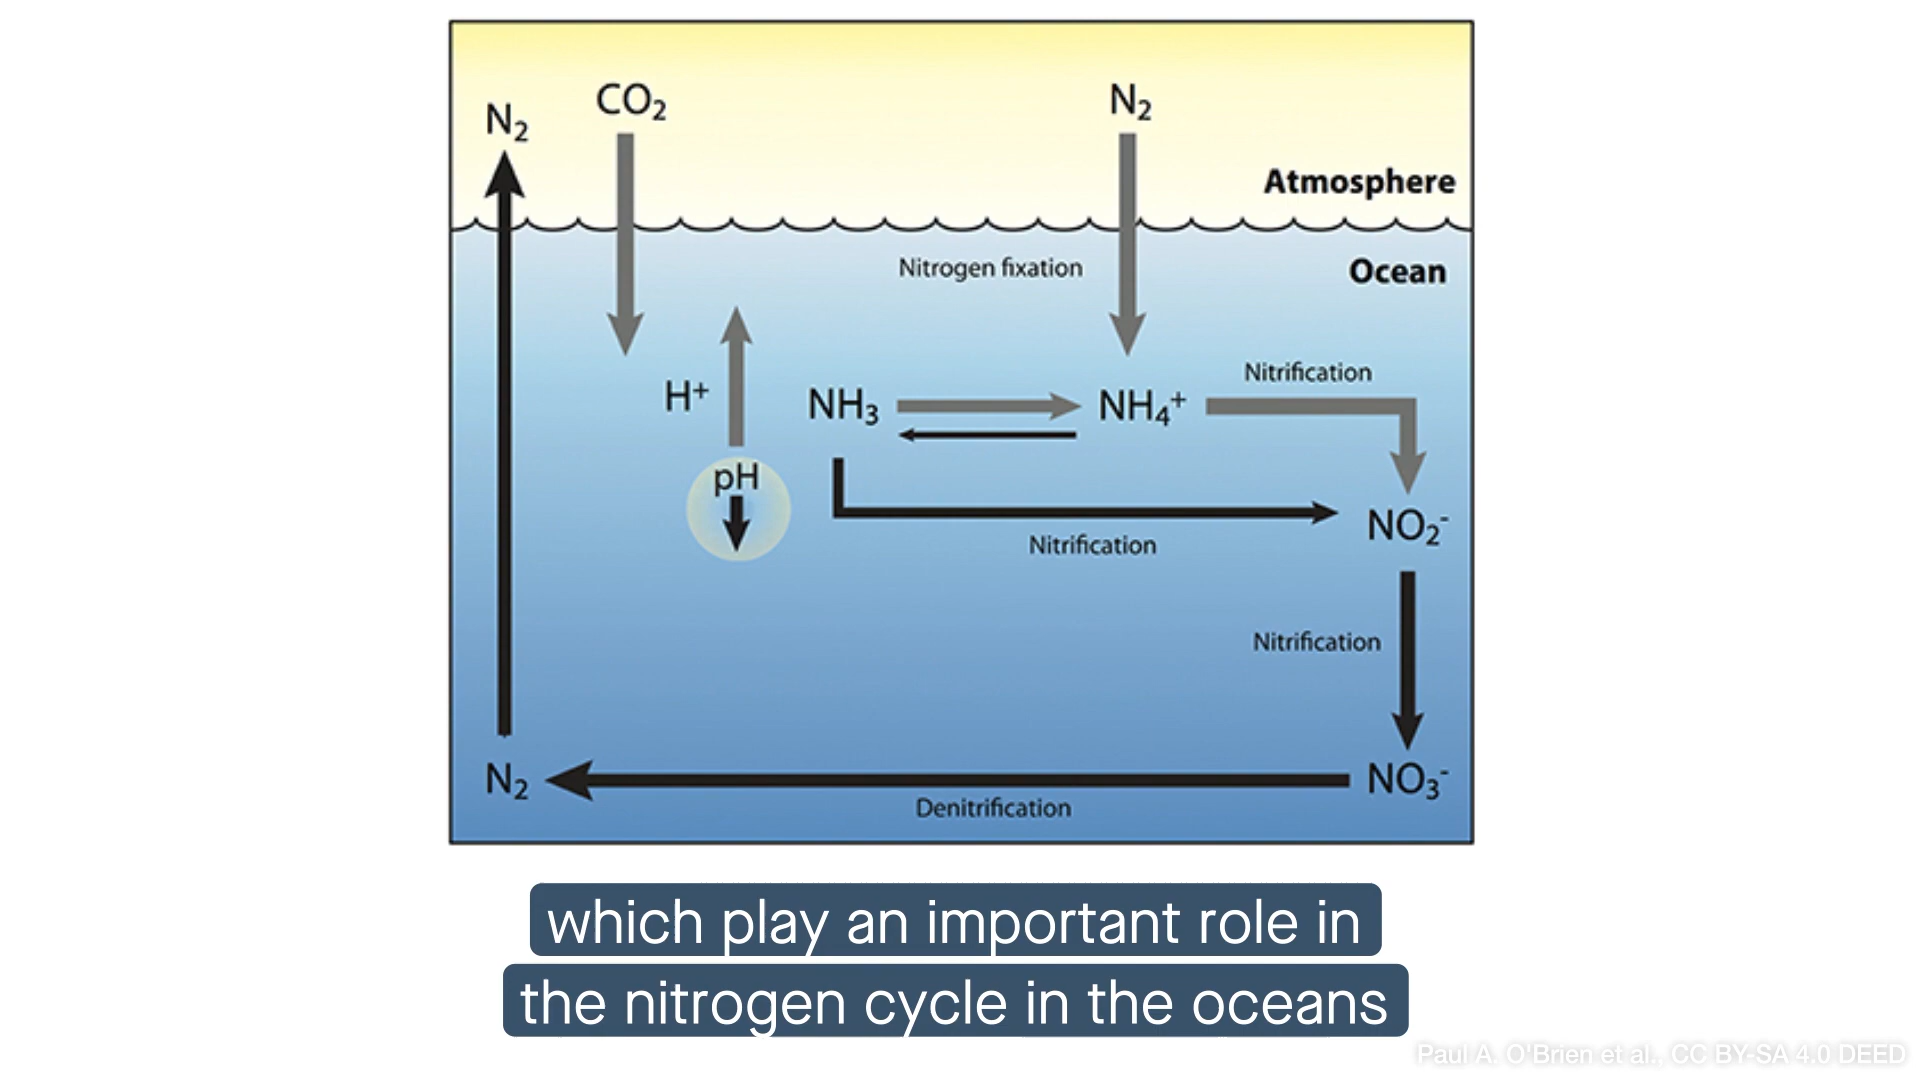 N₂
CO₂
N₂
Atmosphere
Nitrogen fixation
Ocean
Nitrification
H⁺
NH₃
NH₄⁺
pH
NO₂⁻
Nitrification
Nitrification
N₂
NO₃⁻
Denitrification
which play an important role in
the nitrogen cycle in the oceans
Paul A. O'Brien et al., CC BY-SA 4.0 DEED